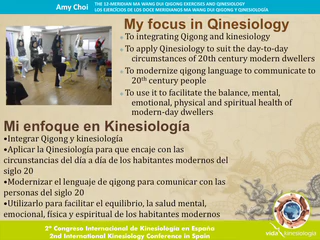 Amy Choi
THE 12-MERIDIAN MA WANG DUI QIGONG EXERCISES AND QINESIOLOGY
LOS EJERCÍCIOS DE LOS DOCE MERIDIANOS MA WANG DUI QIGONG Y QINESIOLOGÍA
My focus in Qinesiology
To integrating Qigong and kinesiology
To apply Qinesiology to suit the day-to-day
circumstances of 20th century modern dwellers
To modernize qigong language to communicate to
20th century people
To use it to facilitate the balance, mental,
emotional, physical and spiritual health of
modern-day dwellers
Mi enfoque en Kinesiología
•Integrar Qigong y kinesiología
•Aplicar la Qinesiología para que encaje con las
circunstancias del día a día de los habitantes modernos del
siglo 20
•Modernizar el lenguaje de qigong para comunicar con las
personas del siglo 20
•Utilizarlo para facilitar el equilibrio, la salud mental,
emocional, física y espiritual de los habitantes modernos
2º Congreso Internacional de Kinesiología en España
2nd International Kinesiology Conference in Spain
vida kinesiología